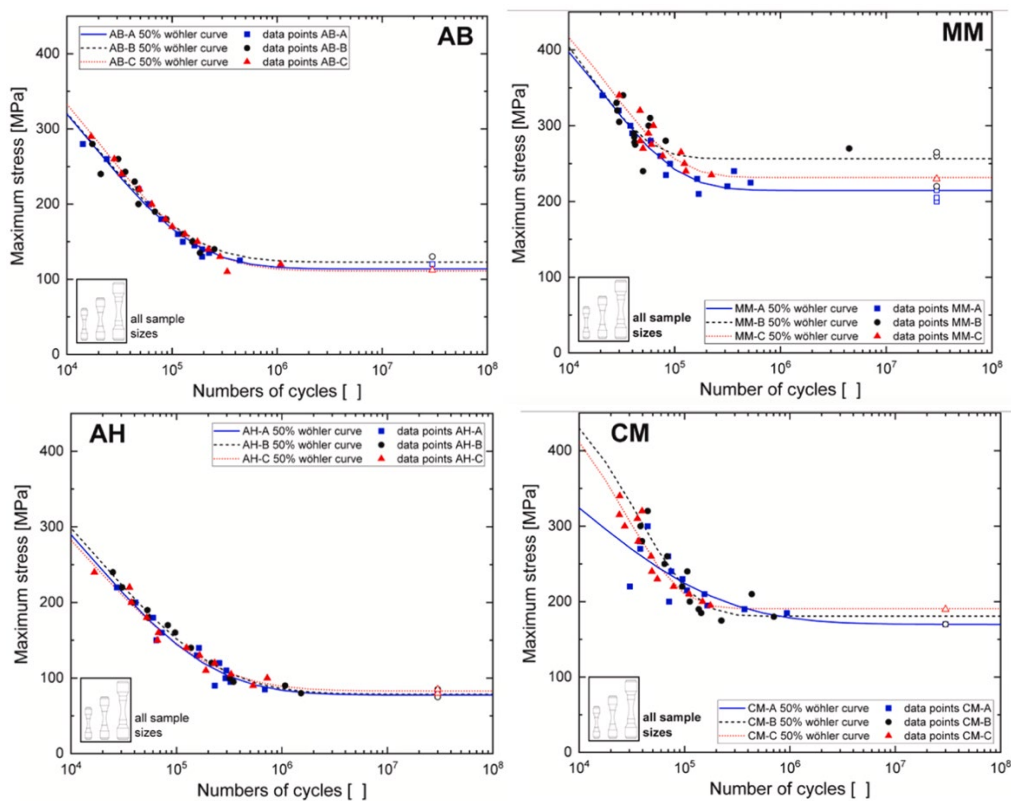 AB
AB-A 50% wöhler curve data points AB-A
AB-B 50% wöhler curve data points AB-B
AB-C 50% wöhler curve data points AB-C
Maximum stress [MPa]
400
300
200
100
0
all sample
sizes
10^4 10^5 10^6 10^7 10^8
Numbers of cycles [ ]
MM
Maximum stress [MPa]
400
300
200
100
0
all sample
sizes
MM-A 50% wöhler curve data points MM-A
MM-B 50% wöhler curve data points MM-B
MM-C 50% wöhler curve data points MM-C
10^4 10^5 10^6 10^7 10^8
Number of cycles [ ]
AH
AH-A 50% wöhler curve data points AH-A
AH-B 50% wöhler curve data points AH-B
AH-C 50% wöhler curve data points AH-C
Maximum stress [MPa]
400
300
200
100
0
all sample
sizes
10^4 10^5 10^6 10^7 10^8
Number of cycles [ ]
CM
Maximum stress [MPa]
400
300
200
100
0
all sample
sizes
CM-A 50% wöhler curve data points CM-A
CM-B 50% wöhler curve data points CM-B
CM-C 50% wöhler curve data points CM-C
10^4 10^5 10^6 10^7 10^8
Number of cycles [ ]